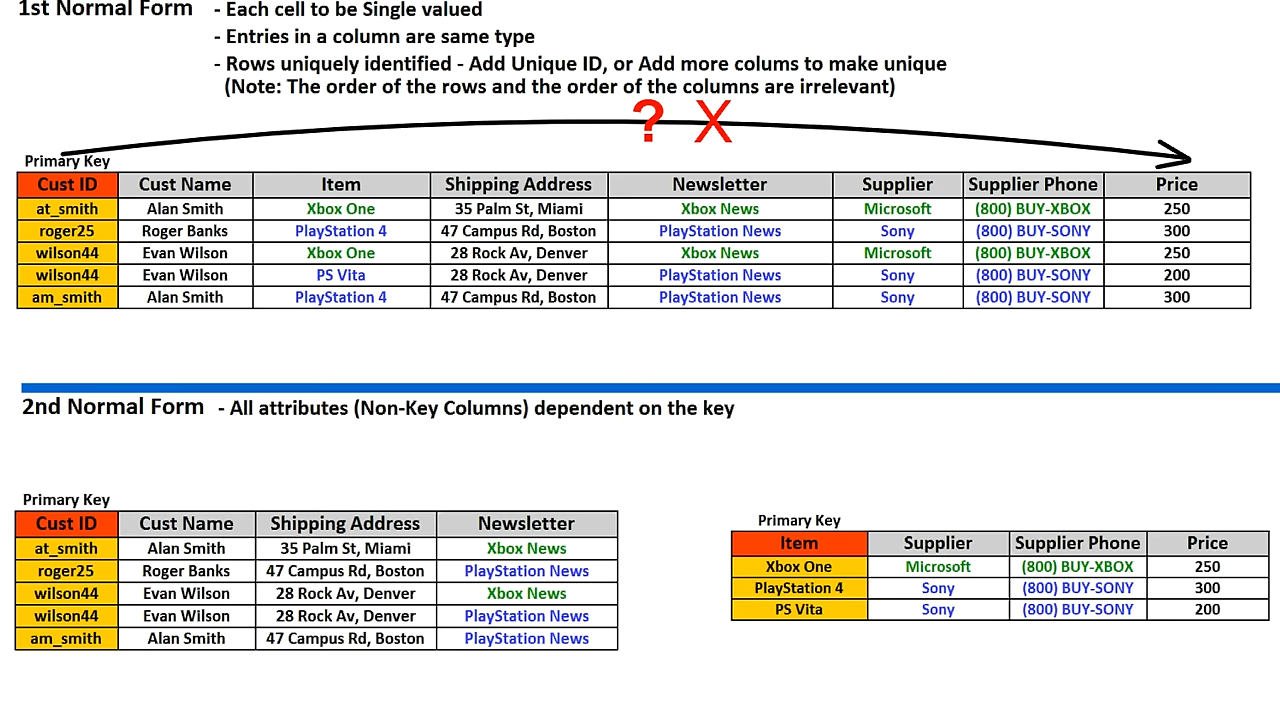 1st Normal Form - Each cell to be Single valued
- Entries in a column are same type
- Rows uniquely identified - Add Unique ID, or Add more colums to make unique
(Note: The order of the rows and the order of the columns are irrelevant)
? X
Primary Key
Cust ID Cust Name Item Shipping Address Newsletter Supplier Supplier Phone Price
at_smith Alan Smith Xbox One 35 Palm St, Miami Xbox News Microsoft (800) BUY-XBOX 250
roger25 Roger Banks PlayStation 4 47 Campus Rd, Boston PlayStation News Sony (800) BUY-SONY 300
wilson44 Evan Wilson Xbox One 28 Rock Av, Denver Xbox News Microsoft (800) BUY-XBOX 250
wilson44 Evan Wilson PS Vita 28 Rock Av, Denver PlayStation News Sony (800) BUY-SONY 200
am_smith Alan Smith PlayStation 4 47 Campus Rd, Boston PlayStation News Sony (800) BUY-SONY 300
2nd Normal Form - All attributes (Non-Key Columns) dependent on the key
Primary Key
Cust ID Cust Name Shipping Address Newsletter
at_smith Alan Smith 35 Palm St, Miami Xbox News
roger25 Roger Banks 47 Campus Rd, Boston PlayStation News
wilson44 Evan Wilson 28 Rock Av, Denver Xbox News
wilson44 Evan Wilson 28 Rock Av, Denver PlayStation News
am_smith Alan Smith 47 Campus Rd, Boston PlayStation News
Primary Key
Item Supplier Supplier Phone Price
Xbox One Microsoft (800) BUY-XBOX 250
PlayStation 4 Sony (800) BUY-SONY 300
PS Vita Sony (800) BUY-SONY 200